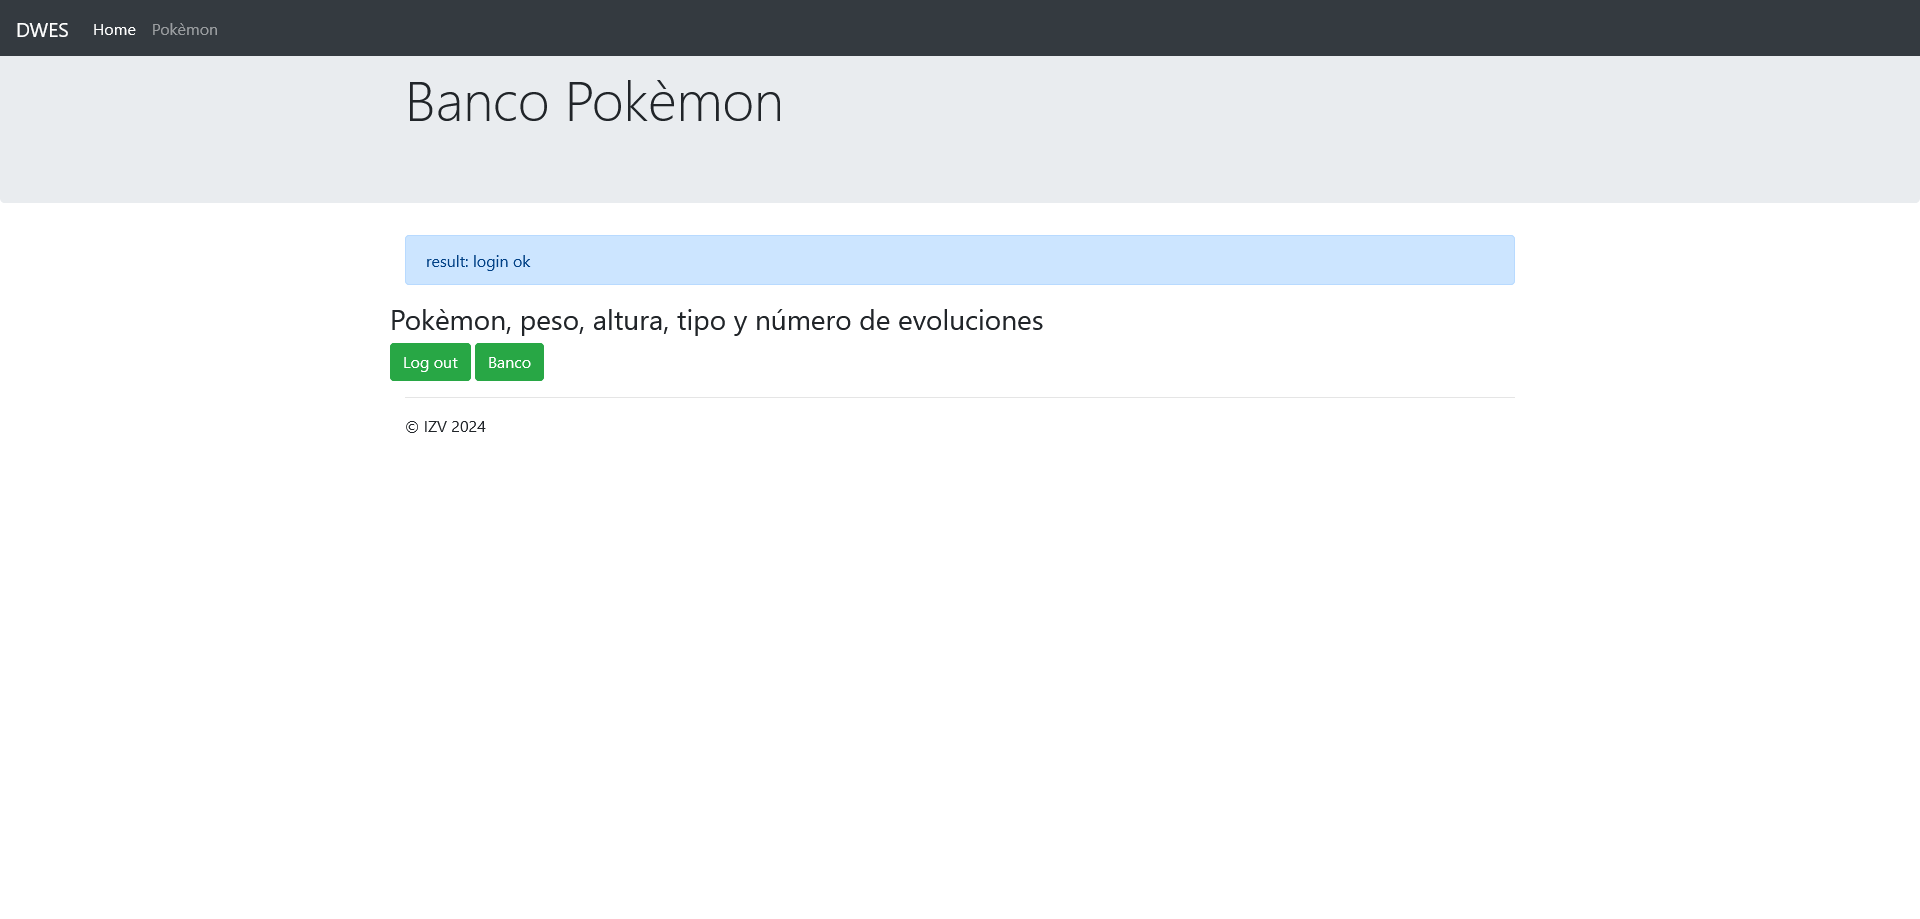 DWES Home Pokèmon
Banco Pokèmon
result: login ok
Pokèmon, peso, altura, tipo y número de evoluciones
Log out Banco
© IZV 2024